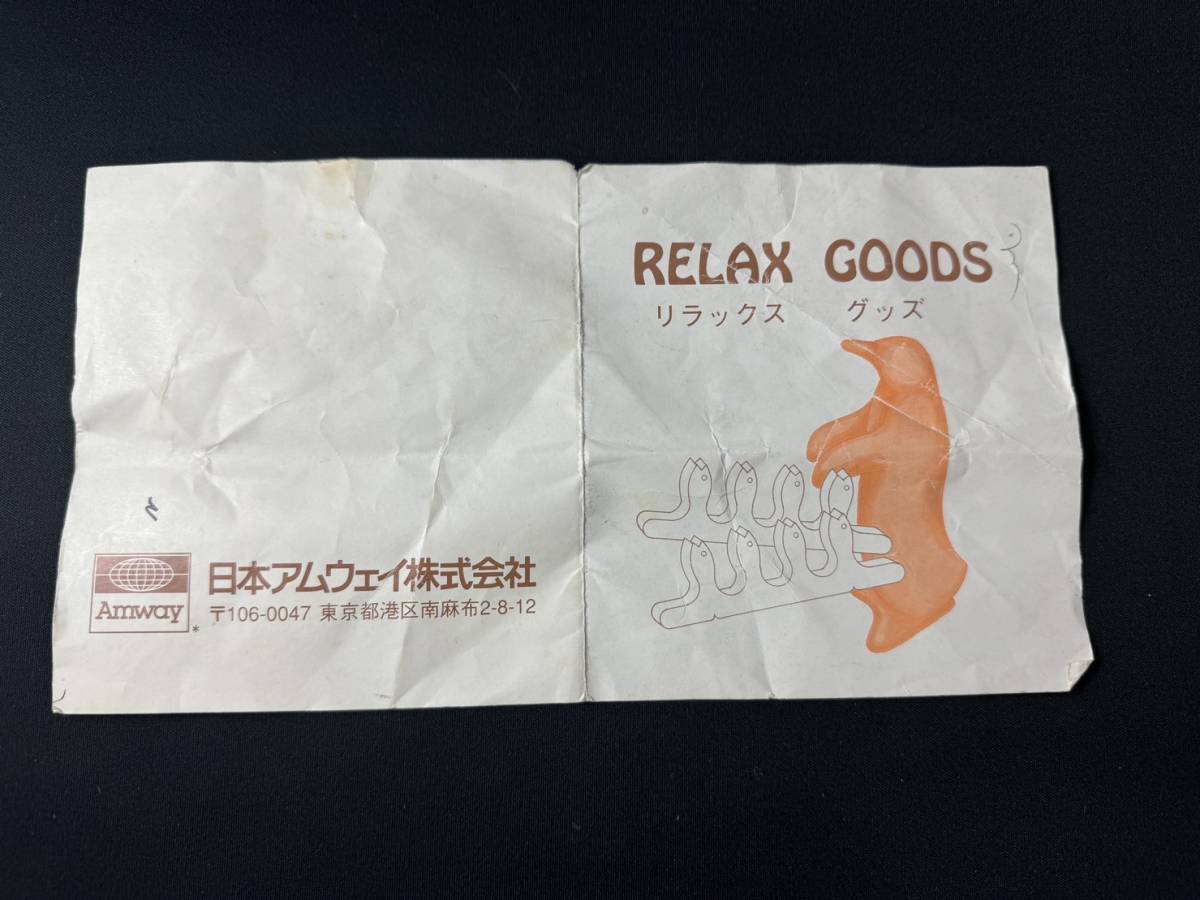 RELAX GOODS
リラックス グッズ
Amway
*
日本アムウェイ株式会社
〒106-0047 東京都港区南麻布2-8-12